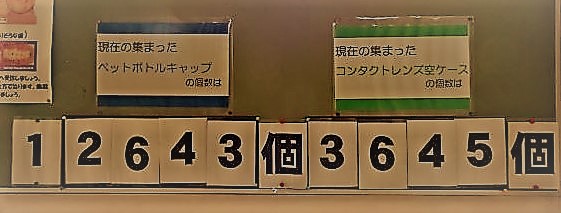 現在の集まった
ペットボトルキャップ
の個数は
現在の集まった
コンタクトレンズ空ケース
の個数は
12643個3645個